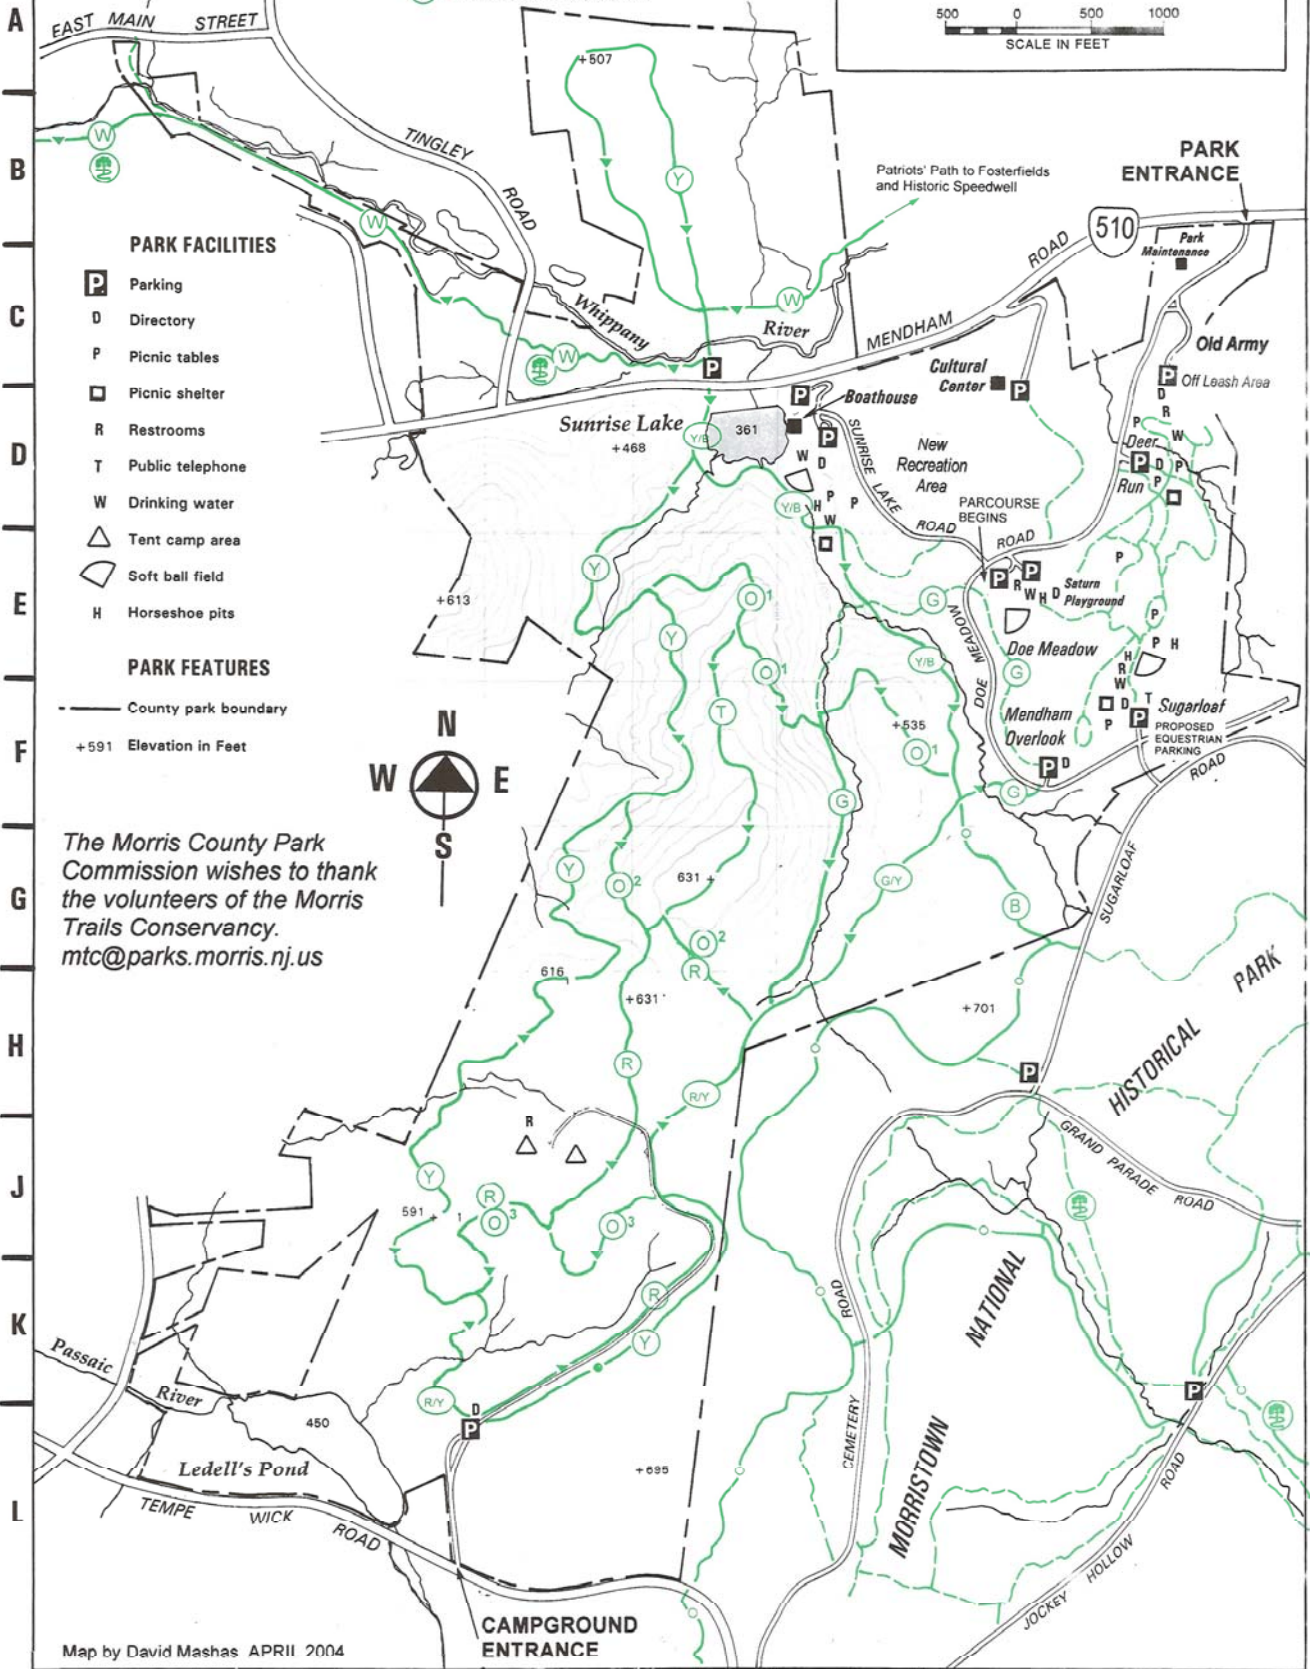 A
EAST MAIN STREET
+507
500 0 500 1000
SCALE IN FEET
B
W
TINGLEY ROAD
Y
W
Patriots' Path to Fosterfields
and Historic Speedwell
PARK
ENTRANCE
510
MENDHAM ROAD
Park
Maintenance
C
W
W
Whippany River
W
P
Cultural
Center
P
Old Army
P Off Leash Area
D
R
PARK FACILITIES
P Parking
D Directory
P Picnic tables
Picnic shelter
R Restrooms
T Public telephone
W Drinking water
Tent camp area
Soft ball field
H Horseshoe pits
PARK FEATURES
County park boundary
+591 Elevation in Feet
D
Sunrise Lake
+468
Y/B
361
P
Boathouse
P
W
D
SUNRISE LAKE ROAD
New
Recreation
Area
P
W
Deer
P D P
Run P
Y/B
H P P
W
PARCOURSE
BEGINS
ROAD
E
+613
Y
Y
O1
O1
G
P P
R
W H D
Saturn
Playground
P
P
P H
Doe Meadow
DOE MEADOW
Y/B
G
H
R
W
F
T
+535
O1
G
Mendham
Overlook
P D
G
D T
P
P
Sugarloaf
PROPOSED
EQUESTRIAN
PARKING
ROAD
N
W E
S
The Morris County Park
Commission wishes to thank
the volunteers of the Morris
Trails Conservancy.
mtc@parks.morris.nj.us
G
Y
O2
631 +
O2
R
G/Y
B
SUGARLOAF
H
616
+631
R
R/Y
+701
P
HISTORICAL PARK
J
R
Y
591 +
1
R
O3
O3
GRAND PARADE ROAD
NATIONAL
K
Passaic
River
R
Y
R/Y
ROAD
P
L
450
D
P
Ledell's Pond
+695
CEMETERY
MORRISTOWN
TEMPE WICK ROAD
JOCKEY HOLLOW ROAD
CAMPGROUND
ENTRANCE
Map by David Mashas APRIL 2004